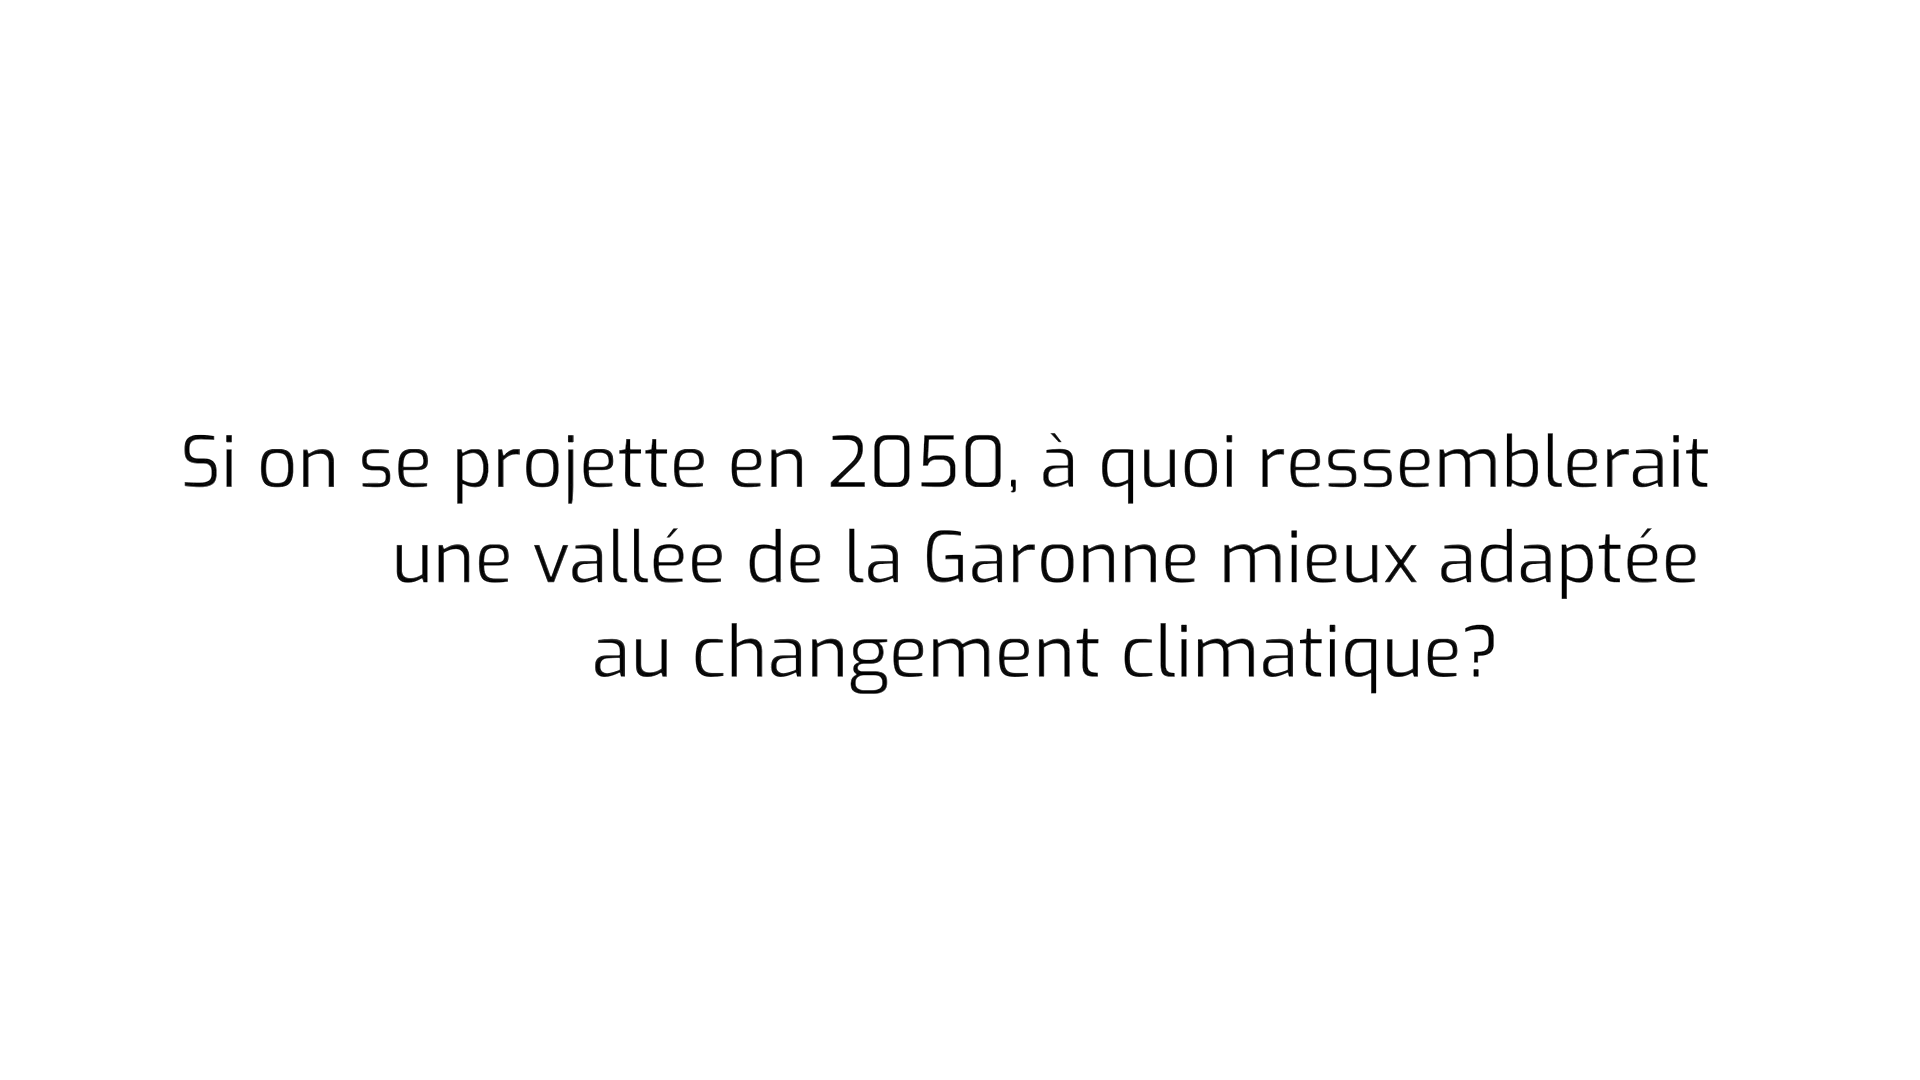 Si on se projette en 2050, à quoi ressemblerait
une vallée de la Garonne mieux adaptée
au changement climatique?